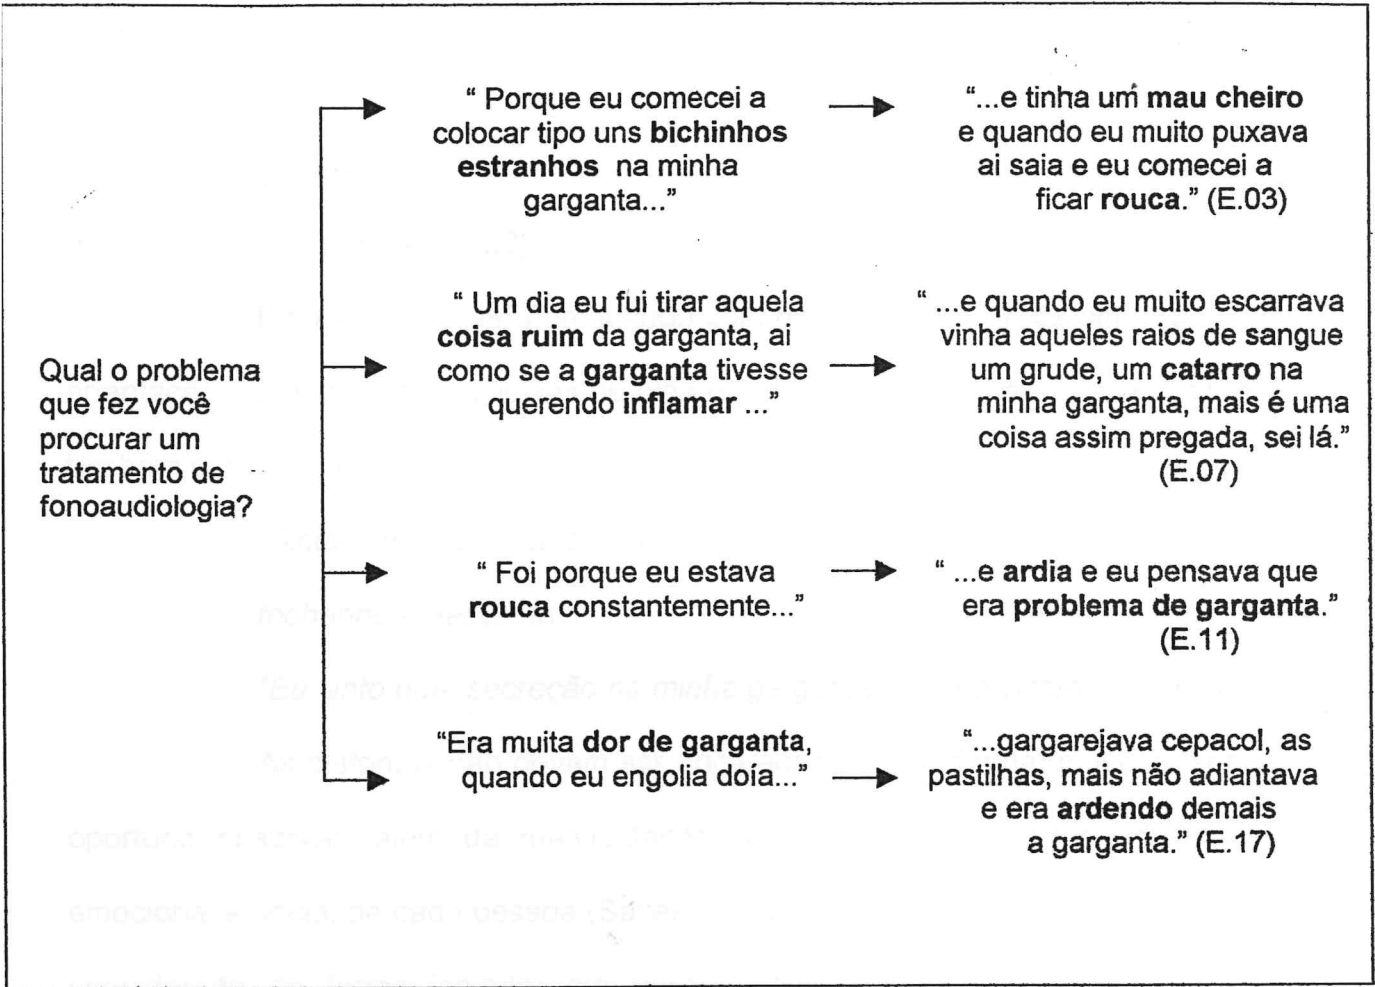 Qual o problema
que fez você
procurar um
tratamento de
fonoaudiologia?
“ Porque eu comecei a
colocar tipo uns bichinhos
estranhos na minha
garganta...”
“...e tinha um mau cheiro
e quando eu muito puxava
ai saia e eu comecei a
ficar rouca.” (E.03)
“ Um dia eu fui tirar aquela
coisa ruim da garganta, ai
como se a garganta tivesse
querendo inflamar ...”
“ ...e quando eu muito escarrava
vinha aqueles raios de sangue
um grude, um catarro na
minha garganta, mais é uma
coisa assim pregada, sei lá.”
(E.07)
“ Foi porque eu estava
rouca constantemente...”
“ ...e ardia e eu pensava que
era problema de garganta.”
(E.11)
“Era muita dor de garganta,
quando eu engolia doía...”
“...gargarejava cepacol, as
pastilhas, mais não adiantava
e era ardendo demais
a garganta.” (E.17)